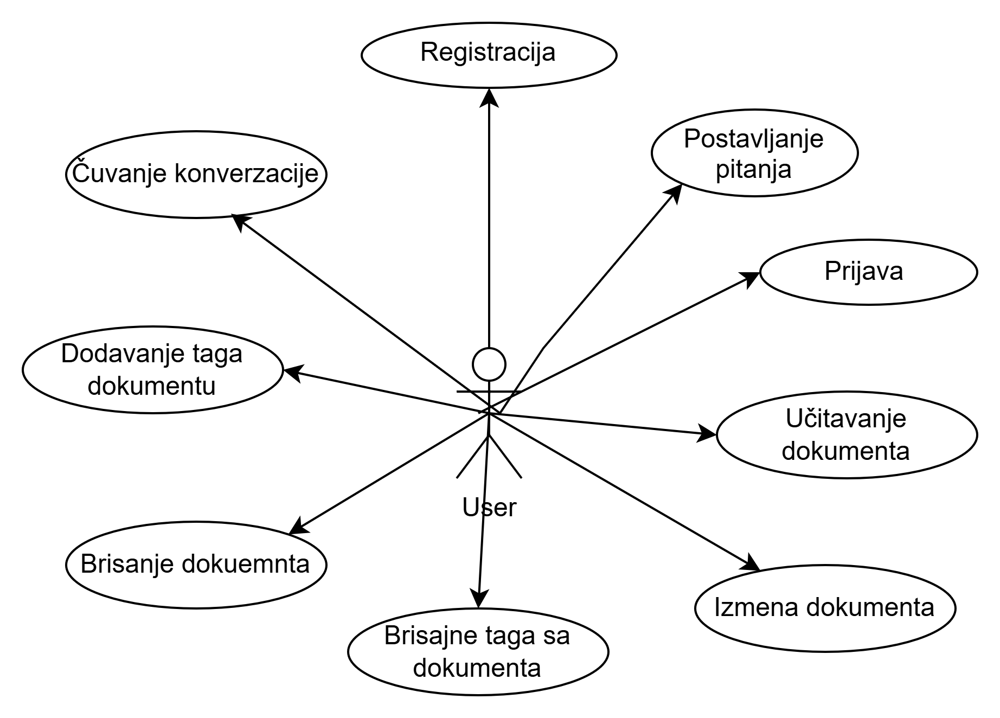 Registracija
Postavljanje
pitanja
Čuvanje konverzacije
Prijava
Dodavanje taga
dokumentu
Učitavanje
dokumenta
User
Brisanje dokuemnta
Izmena dokumenta
Brisajne taga sa
dokumenta